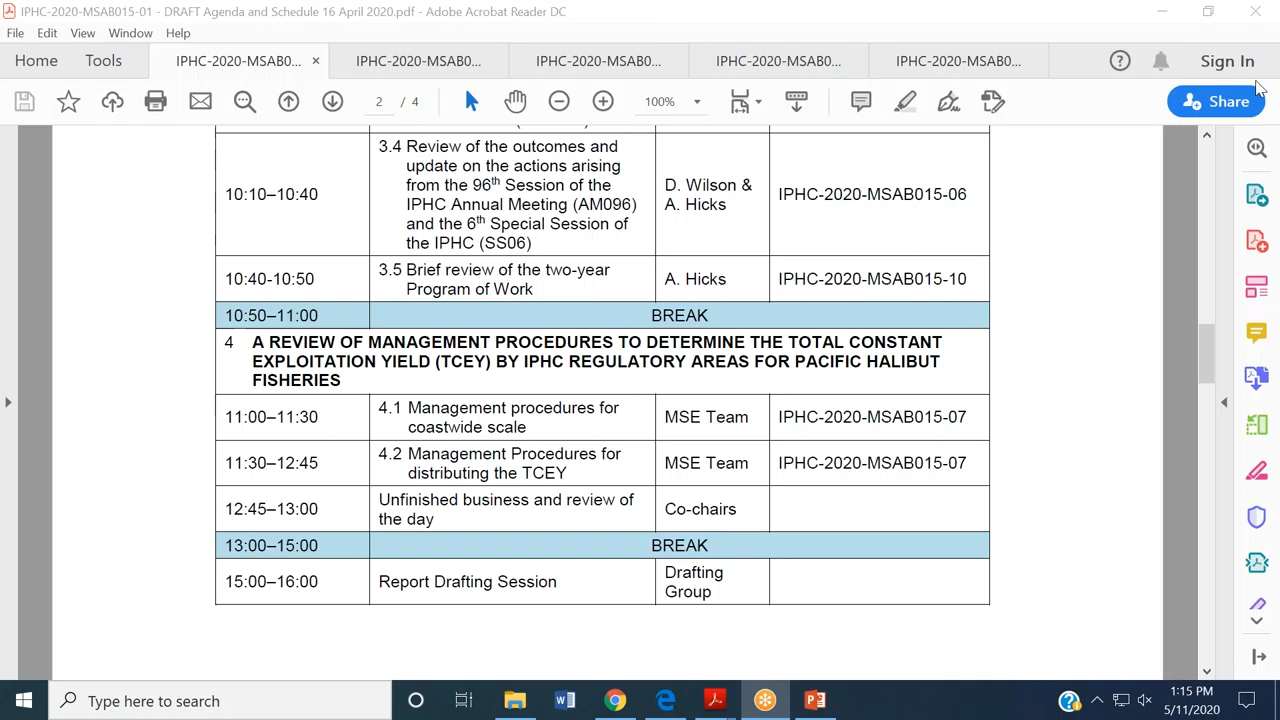 IPHC-2020-MSAB015-01 - DRAFT Agenda and Schedule 16 April 2020.pdf - Adobe Acrobat Reader DC
File Edit View Window Help
Home Tools IPHC-2020-MSAB0... × IPHC-2020-MSAB0... IPHC-2020-MSAB0... IPHC-2020-MSAB0... IPHC-2020-MSAB0... Sign In
2 / 4 100% Share
3.4 Review of the outcomes and
update on the actions arising
from the 96th Session of the
IPHC Annual Meeting (AM096)
and the 6th Special Session of
the IPHC (SS06)
10:10–10:40
D. Wilson &
A. Hicks
IPHC-2020-MSAB015-06
10:40-10:50
3.5 Brief review of the two-year
Program of Work
A. Hicks
IPHC-2020-MSAB015-10
10:50–11:00 BREAK
4 A REVIEW OF MANAGEMENT PROCEDURES TO DETERMINE THE TOTAL CONSTANT
EXPLOITATION YIELD (TCEY) BY IPHC REGULATORY AREAS FOR PACIFIC HALIBUT
FISHERIES
11:00–11:30
4.1 Management procedures for
coastwide scale
MSE Team
IPHC-2020-MSAB015-07
11:30–12:45
4.2 Management Procedures for
distributing the TCEY
MSE Team
IPHC-2020-MSAB015-07
12:45–13:00
Unfinished business and review of
the day
Co-chairs
13:00–15:00 BREAK
15:00–16:00
Report Drafting Session
Drafting
Group
Type here to search
1:15 PM
5/11/2020